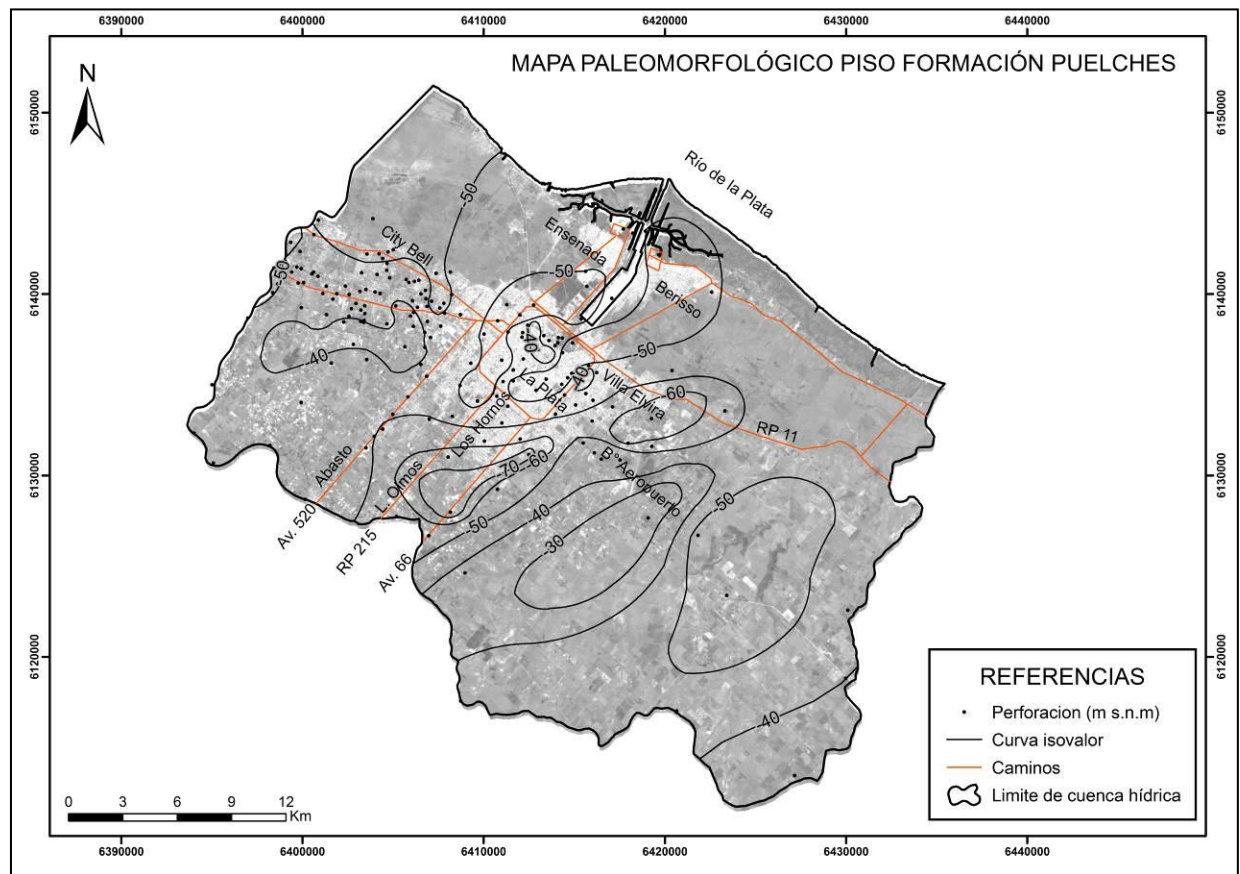 6390000 6400000 6410000 6420000 6430000 6440000
MAPA PALEOMORFOLÓGICO PISO FORMACIÓN PUELCHES
N
6150000 6150000
Río de la Plata
-50
Ensenada
City Bell
-50
-50
6140000 6140000
Berisso
-40
-50
-40
La Plata
-40
Villa Elvira
-60
RP 11
Los Hornos
B° Aeropuerto
-70 -60
Abasto
L. Olmos
6130000 6130000
-50
-50
-40
-30
Av. 520
RP 215
Av. 66
6120000 6120000
-40
REFERENCIAS
Perforacion (m s.n.m)
Curva isovalor
Caminos
Limite de cuenca hídrica
0 3 6 9 12
Km
6390000 6400000 6410000 6420000 6430000 6440000